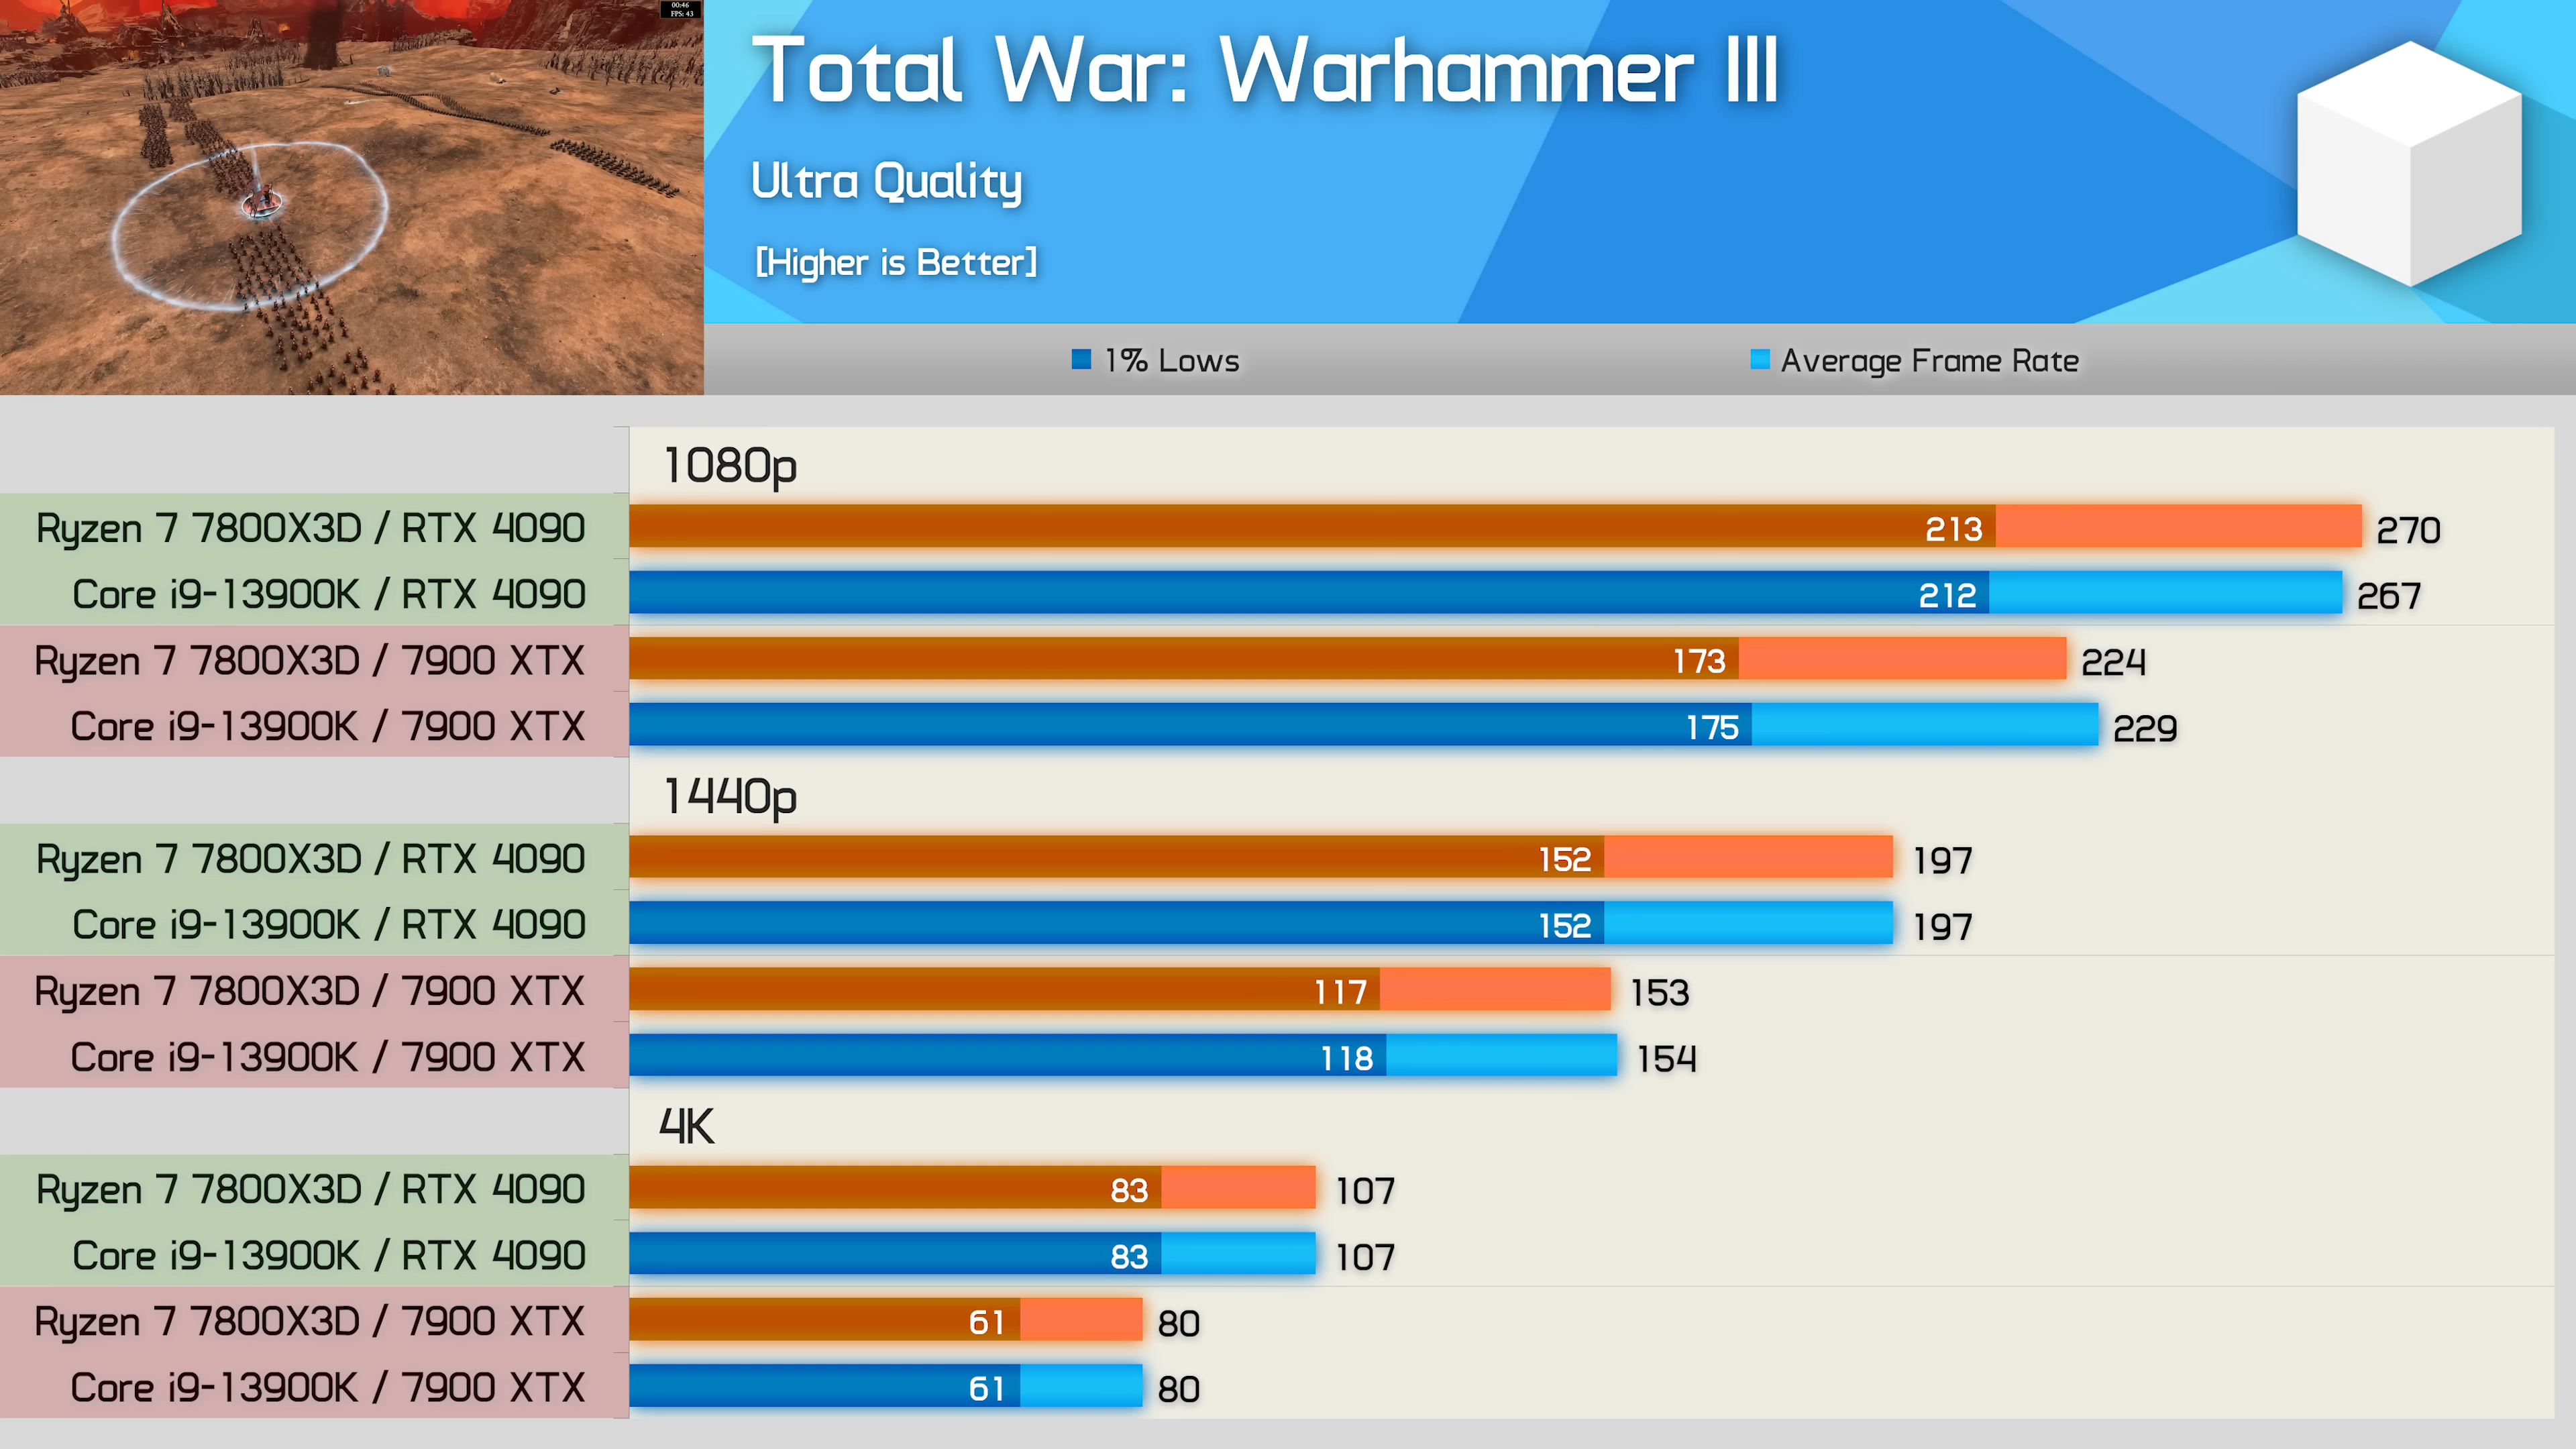 00:46
FPS: 43
Total War: Warhammer III
Ultra Quality
[Higher is Better]
1% Lows
Average Frame Rate
1080p
Ryzen 7 7800X3D / RTX 4090 213 270
Core i9-13900K / RTX 4090 212 267
Ryzen 7 7800X3D / 7900 XTX 173 224
Core i9-13900K / 7900 XTX 175 229
1440p
Ryzen 7 7800X3D / RTX 4090 152 197
Core i9-13900K / RTX 4090 152 197
Ryzen 7 7800X3D / 7900 XTX 117 153
Core i9-13900K / 7900 XTX 118 154
4K
Ryzen 7 7800X3D / RTX 4090 83 107
Core i9-13900K / RTX 4090 83 107
Ryzen 7 7800X3D / 7900 XTX 61 80
Core i9-13900K / 7900 XTX 61 80